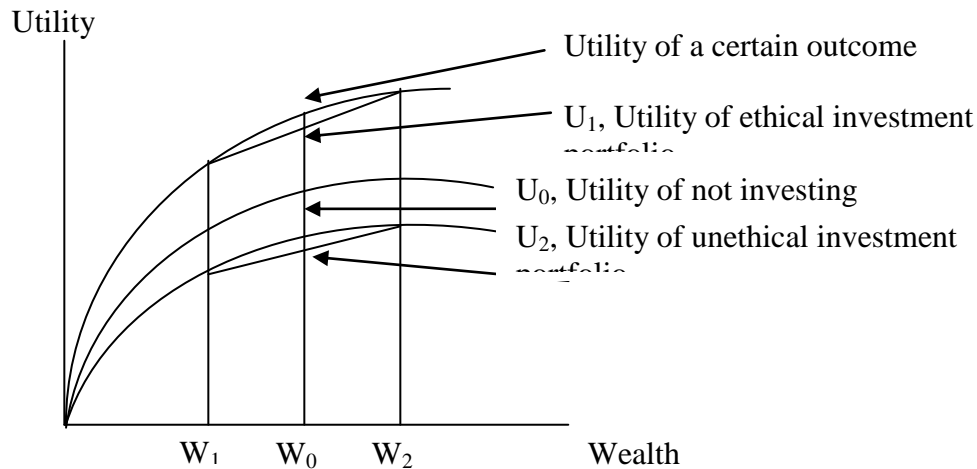 Utility
Utility of a certain outcome
U₁, Utility of ethical investment
U₀, Utility of not investing
U₂, Utility of unethical investment
W₁ W₀ W₂ Wealth